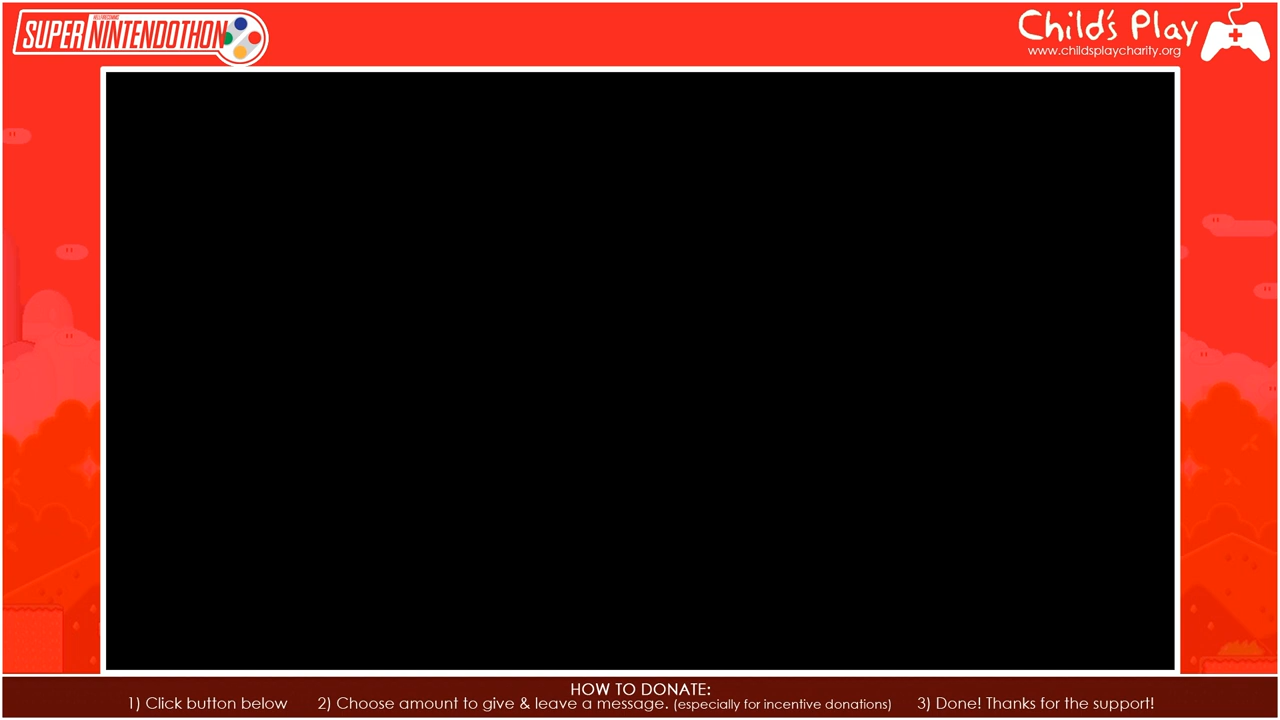 SUPER NINTENDOTHON
Child's Play
www.childsplaycharity.org
HOW TO DONATE:
1) Click button below 2) Choose amount to give & leave a message. (especially for incentive donations) 3) Done! Thanks for the support!